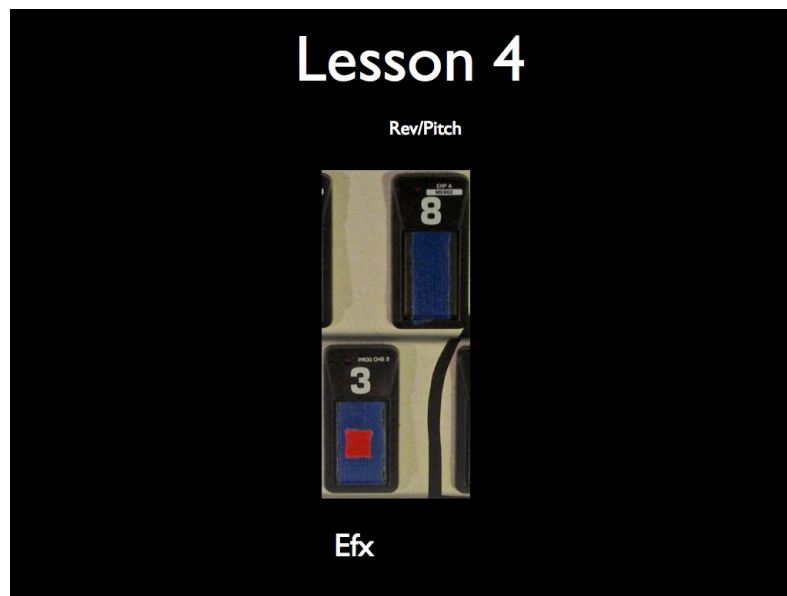 Lesson 4
Rev/Pitch
EXP A
MERGE
8
PROG CHG 3
3
Efx